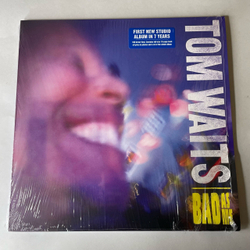 FIRST NEW STUDIO
ALBUM IN 7 YEARS
TOM WAITS
BAD AS
ME